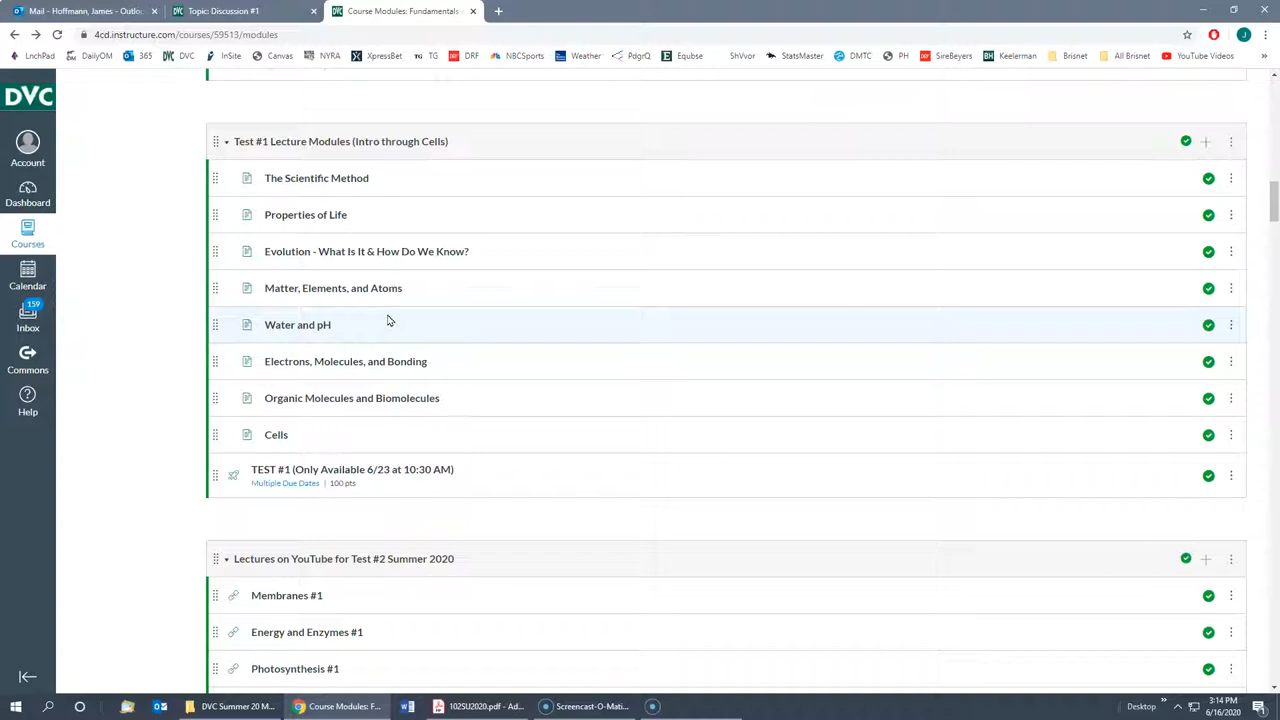 Mail - Hoffmann, James - Outlo
Topic: Discussion #1
Course Modules: Fundamentals
4cd.instructure.com/courses/59513/modules
J
LnchPad
DailyOM
365
DVC
InSite
Canvas
NYRA
XpressBet
TG
DRF
NBCSports
Weather
PdgrQ
Equbse
ShVvor
StatsMaster
DMTC
PH
SireBeyers
Keelerman
Brisnet
All Brisnet
YouTube Videos
DVC
Account
Dashboard
Courses
Calendar
159
Inbox
Commons
Help
Test #1 Lecture Modules (Intro through Cells)
The Scientific Method
Properties of Life
Evolution - What Is It & How Do We Know?
Matter, Elements, and Atoms
Water and pH
Electrons, Molecules, and Bonding
Organic Molecules and Biomolecules
Cells
TEST #1 (Only Available 6/23 at 10:30 AM)
Multiple Due Dates | 100 pts
Lectures on YouTube for Test #2 Summer 2020
Membranes #1
Energy and Enzymes #1
Photosynthesis #1
DVC Summer 20 M...
Course Modules: F...
102SU2020.pdf - Ad...
Screencast-O-Mati...
Desktop
3:14 PM
6/16/2020